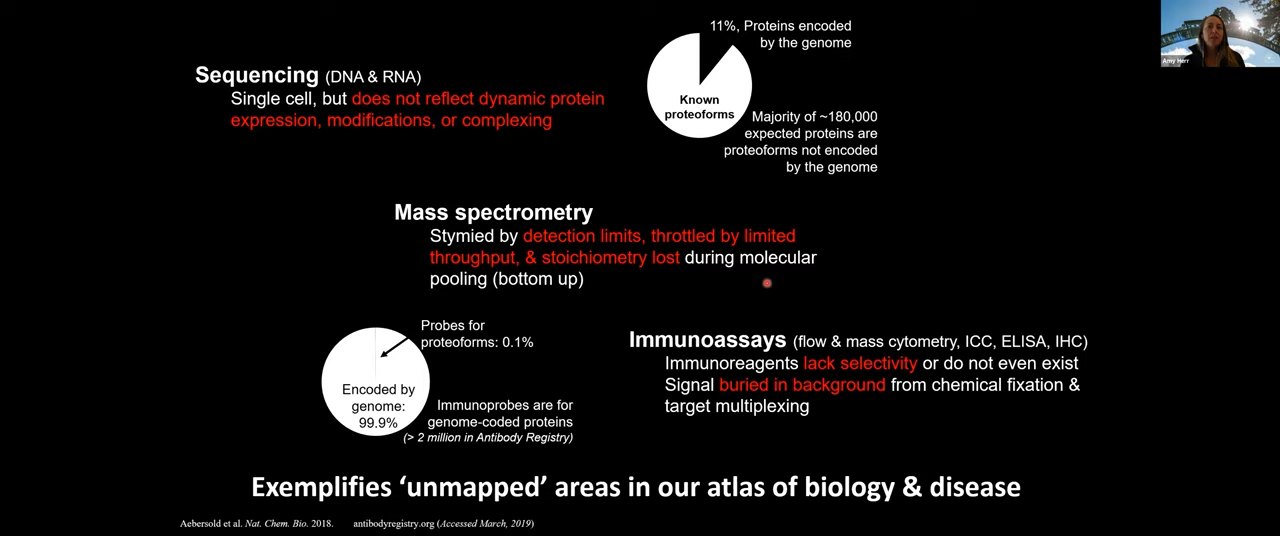 11%, Proteins encoded
by the genome
Sequencing (DNA & RNA)
Single cell, but does not reflect dynamic protein
expression, modifications, or complexing
Known
proteoforms
Majority of ~180,000
expected proteins are
proteoforms not encoded
by the genome
Mass spectrometry
Stymied by detection limits, throttled by limited
throughput, & stoichiometry lost during molecular
pooling (bottom up)
Probes for
proteoforms: 0.1%
Encoded by
genome:
99.9%
Immunoprobes are for
genome-coded proteins
(> 2 million in Antibody Registry)
Immunoassays (flow & mass cytometry, ICC, ELISA, IHC)
Immunoreagents lack selectivity or do not even exist
Signal buried in background from chemical fixation &
target multiplexing
Exemplifies ‘unmapped’ areas in our atlas of biology & disease
Aebersold et al. Nat. Chem. Bio. 2018. antibodyregistry.org (Accessed March, 2019)
Amy Herr